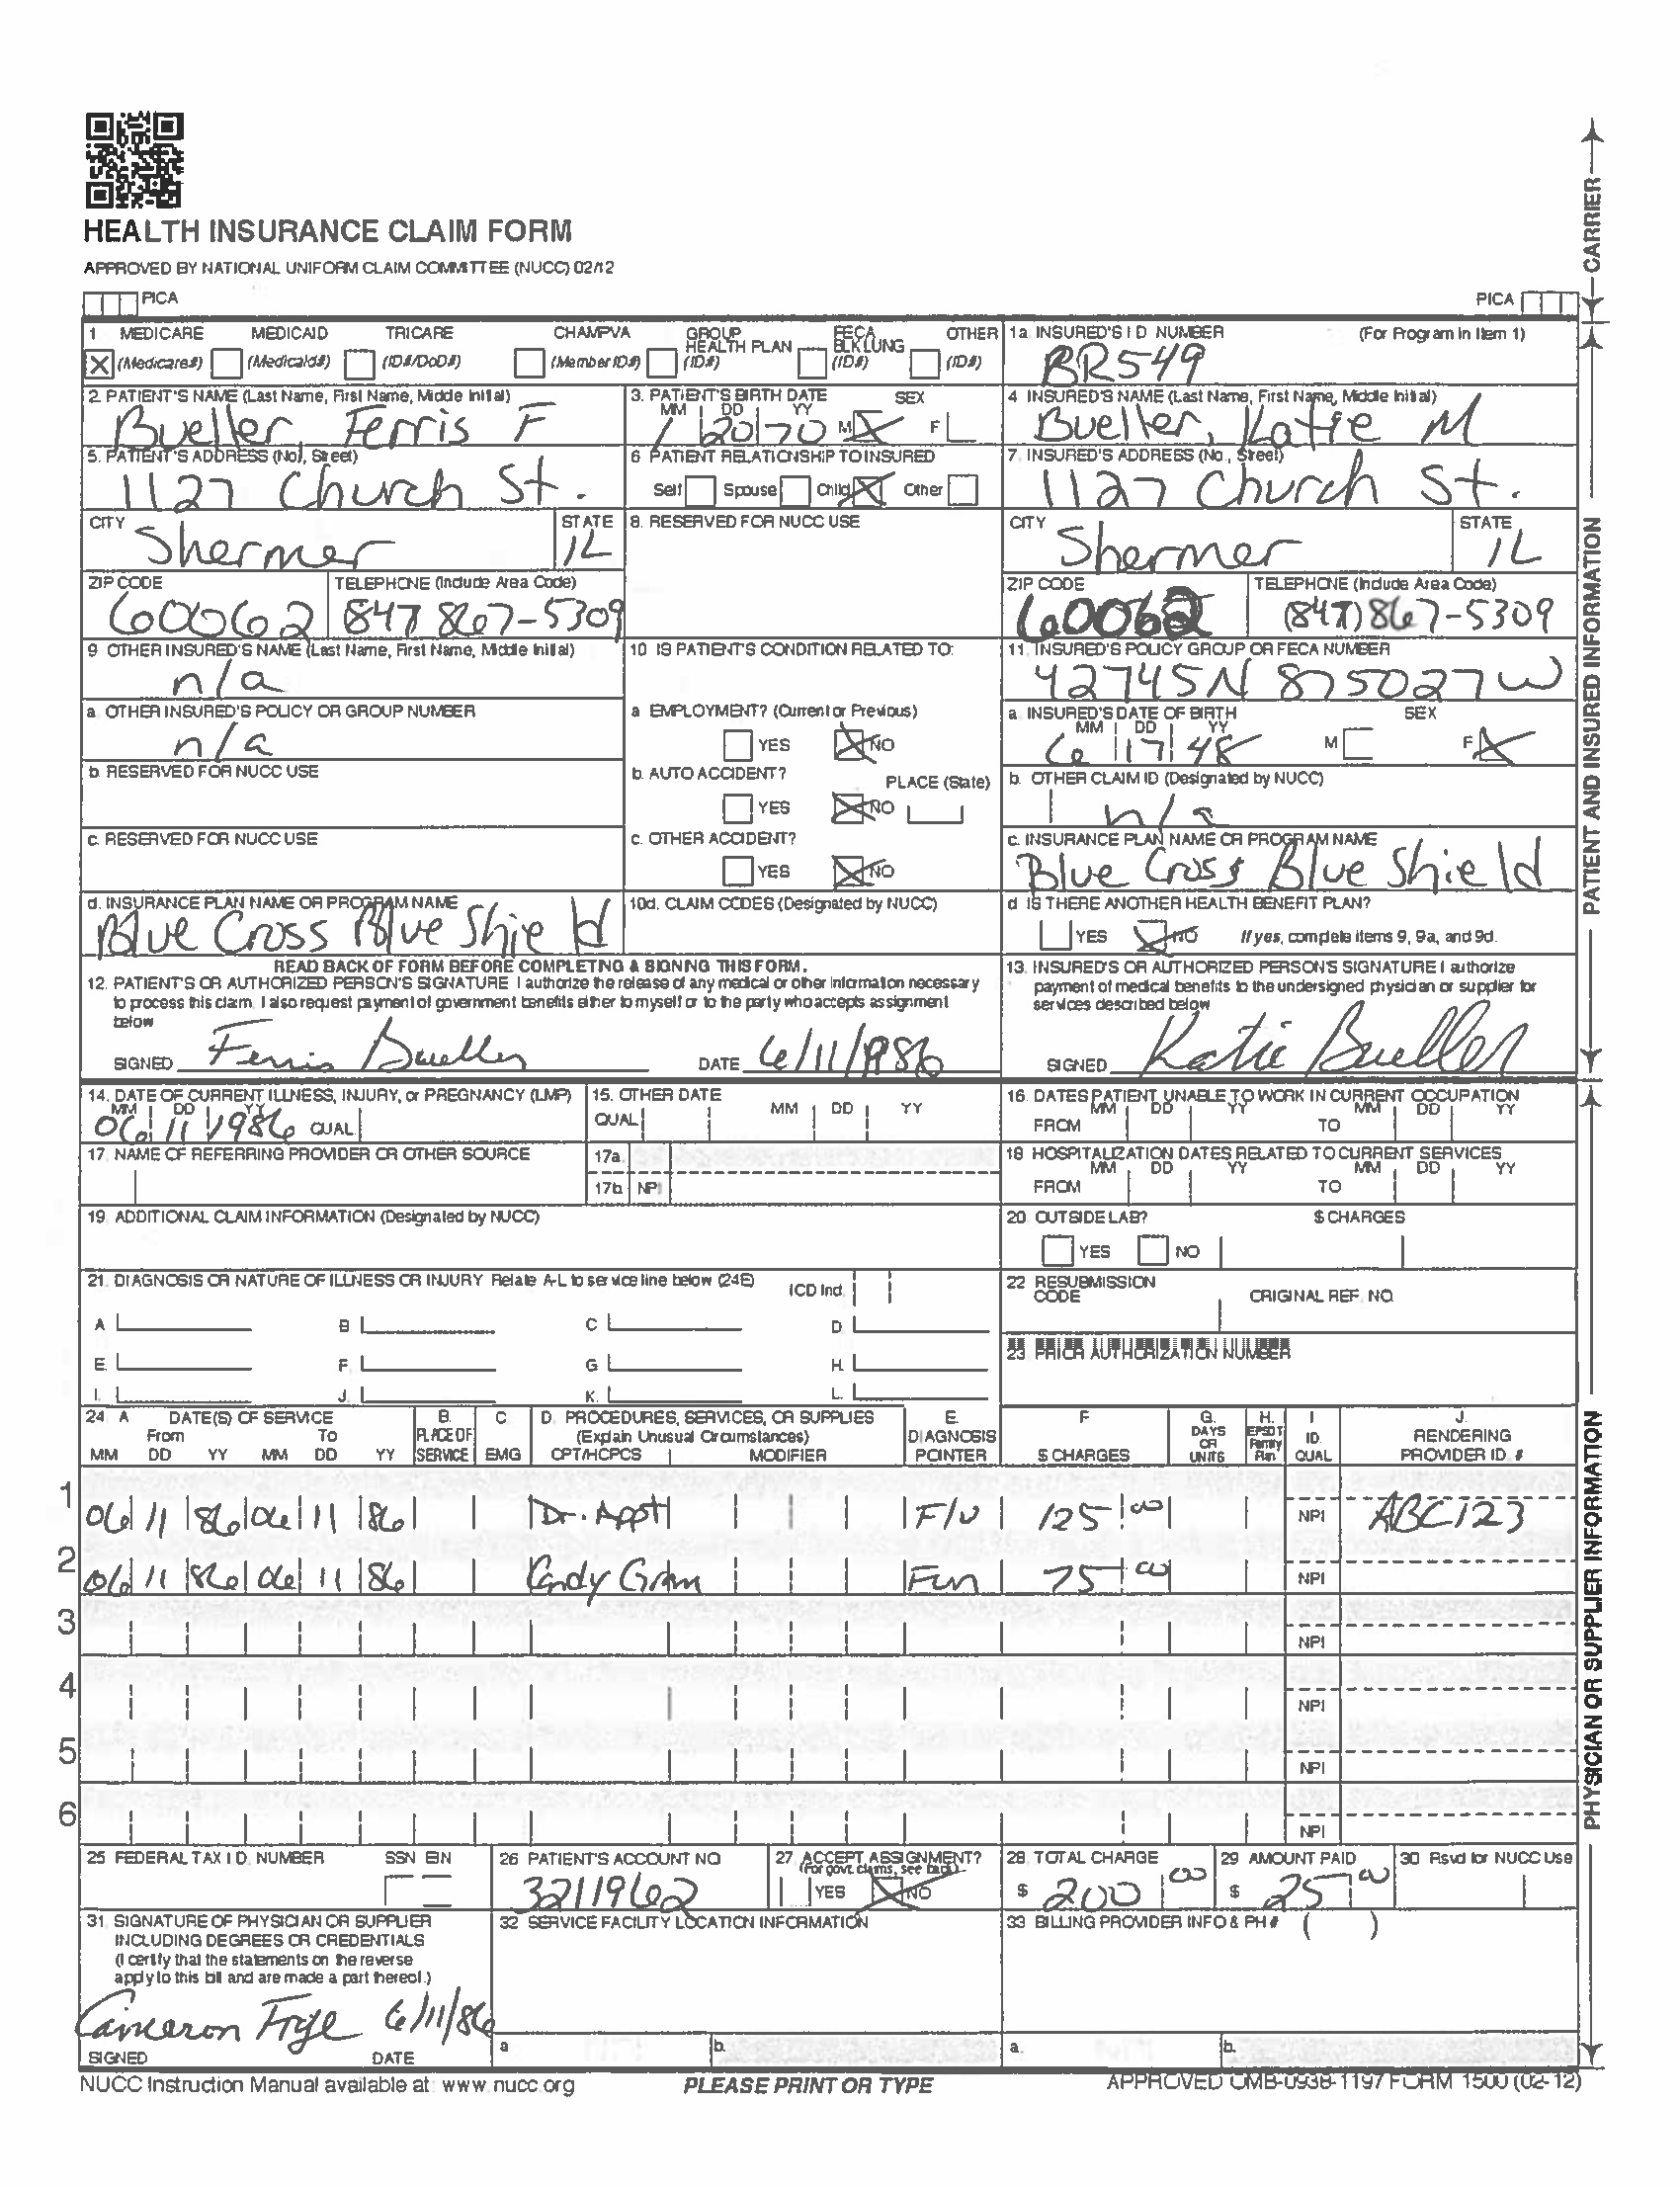 HEALTH INSURANCE CLAIM FORM
APPROVED BY NATIONAL UNIFORM CLAIM COMMITTEE (NUCC) 02/12
PICA PICA
CARRIER
1 MEDICARE MEDICAID TRICARE CHAMPVA GROUP HEALTH PLAN FECA BLK LUNG OTHER 1a. INSURED'S I D NUMBER (For Program in Item 1)
X (Medicare#) (Medicaid#) (ID#/DoD#) (Member ID#) (ID#) (ID#) (ID#) BR549
2. PATIENT'S NAME (Last Name, First Name, Middle Initial) 3. PATIENT'S BIRTH DATE SEX 4 INSURED'S NAME (Last Name, First Name, Middle Initial)
MM DD YY
Bueller, Ferris F 1 20 70 M X F Bueller, Katie M
5. PATIENT'S ADDRESS (No., Street) 6 PATIENT RELATIONSHIP TO INSURED 7. INSURED'S ADDRESS (No., Street)
1127 Church St. Self Spouse Child X Other 1127 Church St.
CITY STATE 8. RESERVED FOR NUCC USE CITY STATE
Shermer IL Shermer IL
ZIP CODE TELEPHONE (Include Area Code) ZIP CODE TELEPHONE (Include Area Code)
60062 847 867-5309 60062 (847) 867-5309
9 OTHER INSURED'S NAME (Last Name, First Name, Middle Initial) 10 IS PATIENT'S CONDITION RELATED TO: 11. INSURED'S POLICY GROUP OR FECA NUMBER
n/a 42745N 875027W
a. OTHER INSURED'S POLICY OR GROUP NUMBER a EMPLOYMENT? (Current or Previous) a. INSURED'S DATE OF BIRTH SEX
MM DD YY
n/a YES X NO 6 17 48 M F X
b. RESERVED FOR NUCC USE b. AUTO ACCIDENT? PLACE (State) b. OTHER CLAIM ID (Designated by NUCC)
YES X NO n/a
c. RESERVED FOR NUCC USE c. OTHER ACCIDENT? c. INSURANCE PLAN NAME OR PROGRAM NAME
YES X NO Blue Cross Blue Shield
d. INSURANCE PLAN NAME OR PROGRAM NAME 10d. CLAIM CODES (Designated by NUCC) d IS THERE ANOTHER HEALTH BENEFIT PLAN?
Blue Cross Blue Shield YES X NO If yes, complete items 9, 9a, and 9d.
READ BACK OF FORM BEFORE COMPLETING & SIGNING THIS FORM.
12. PATIENT'S OR AUTHORIZED PERSON'S SIGNATURE I authorize the release of any medical or other information necessary
to process this claim. I also request payment of government benefits either to myself or to the party who accepts assignment
below
SIGNED Ferris Bueller DATE 6/11/1986
13. INSURED'S OR AUTHORIZED PERSON'S SIGNATURE I authorize
payment of medical benefits to the undersigned physician or supplier for
services described below
SIGNED Katie Bueller
PATIENT AND INSURED INFORMATION
14. DATE OF CURRENT ILLNESS, INJURY, or PREGNANCY (LMP) 15. OTHER DATE 16. DATES PATIENT UNABLE TO WORK IN CURRENT OCCUPATION
MM DD YY MM DD YY MM DD YY MM DD YY
06 11 1986 QUAL QUAL FROM TO
17. NAME OF REFERRING PROVIDER OR OTHER SOURCE 17a. 18 HOSPITALIZATION DATES RELATED TO CURRENT SERVICES
MM DD YY MM DD YY
17b NPI FROM TO
19. ADDITIONAL CLAIM INFORMATION (Designated by NUCC) 20. OUTSIDE LAB? $ CHARGES
YES NO
21. DIAGNOSIS OR NATURE OF ILLNESS OR INJURY Relate A-L to service line below (24E) ICD Ind. 22 RESUBMISSION CODE ORIGINAL REF. NO.
A B C D.
23 PRIOR AUTHORIZATION NUMBER
E. F. G H.
I. J. K. L.
24. A DATE(S) OF SERVICE B. C. D. PROCEDURES, SERVICES, OR SUPPLIES E. F G. H. I J.
From To PLACE OF (Explain Unusual Circumstances) DIAGNOSIS DAYS OR EPSDT Family ID. RENDERING
MM DD YY MM DD YY SERVICE EMG CPT/HCPCS MODIFIER POINTER $ CHARGES UNITS Plan QUAL PROVIDER ID. #
1 06 11 86 06 11 86 Dr. Appt F/U 125 00 NPI ABC123
2 06 11 86 06 11 86 Candy Gram Fun 75 00 NPI
3 NPI
4 NPI
5 NPI
6 NPI
25 FEDERAL TAX I D. NUMBER SSN EIN 26 PATIENT'S ACCOUNT NO 27. ACCEPT ASSIGNMENT? (For govt. claims, see back) 28. TOTAL CHARGE 29 AMOUNT PAID 30 Rsvd for NUCC Use
3211962 YES X NO $ 200 00 $ 25 00
31. SIGNATURE OF PHYSICIAN OR SUPPLIER 32 SERVICE FACILITY LOCATION INFORMATION 33 BILLING PROVIDER INFO & PH # ( )
INCLUDING DEGREES OR CREDENTIALS
(I certify that the statements on the reverse
apply to this bill and are made a part thereof.)
Cameron Frye 6/11/86
SIGNED DATE a b. a. b.
PHYSICIAN OR SUPPLIER INFORMATION
NUCC Instruction Manual available at: www.nucc.org PLEASE PRINT OR TYPE APPROVED OMB-0938-1197 FORM 1500 (02-12)